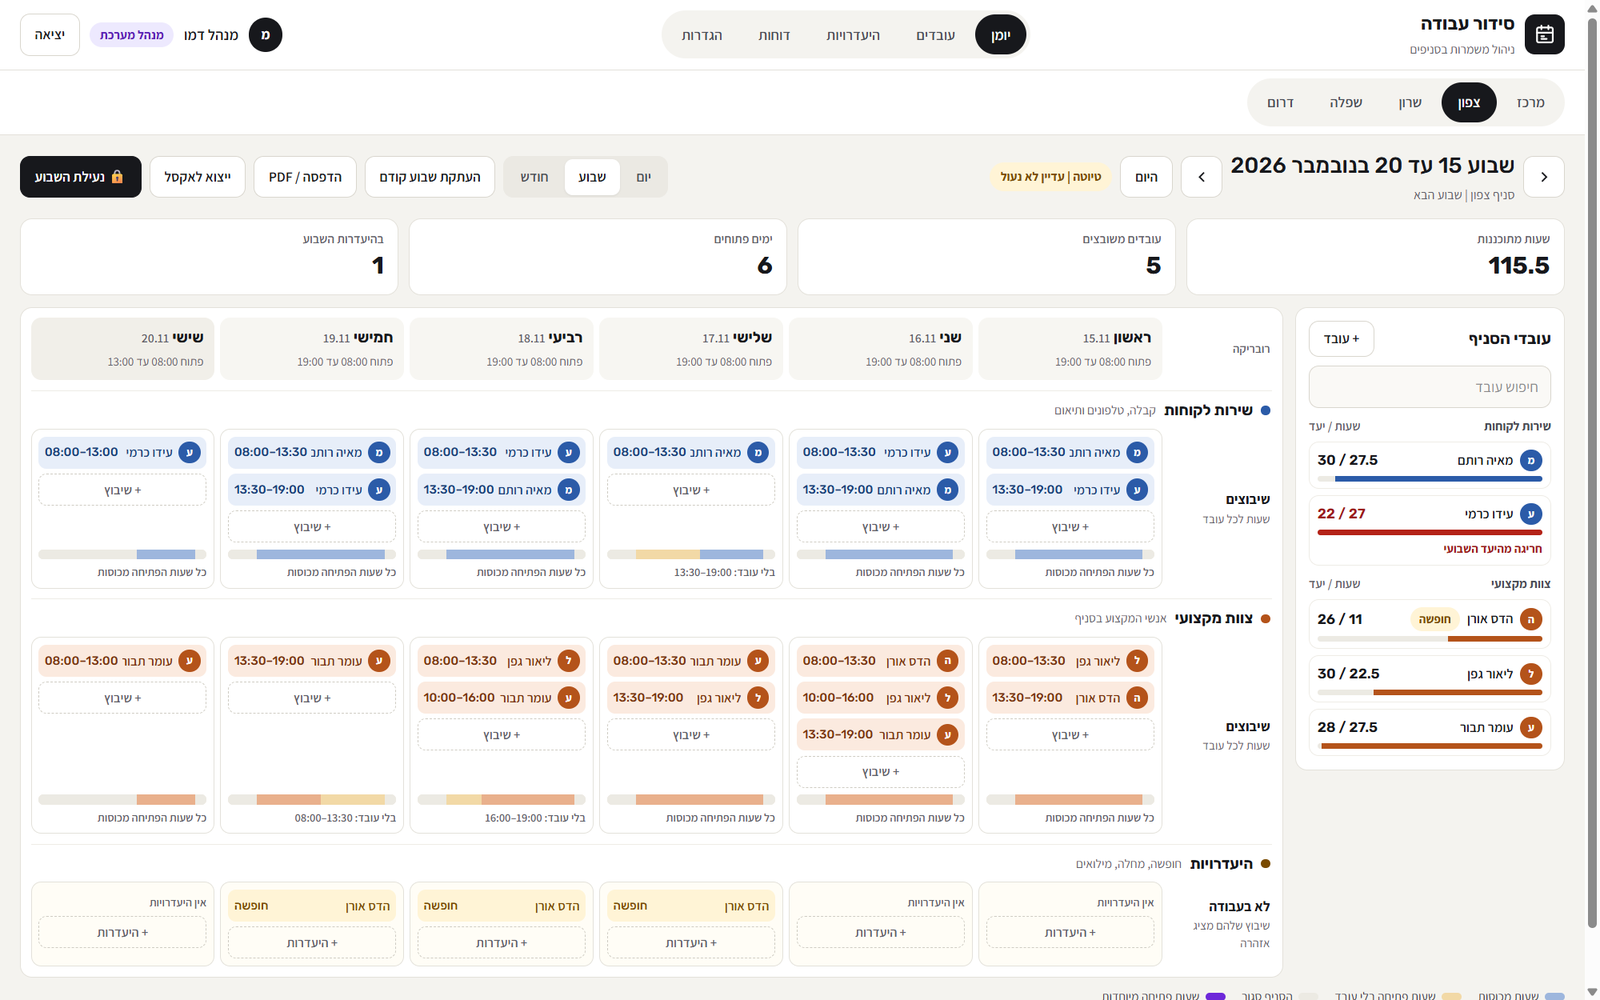 סידור עבודה
ניהול משמרות בסניפים
יומן
עובדים
היעדרויות
דוחות
הגדרות
מ
מנהל דמו
מנהל מערכת
יציאה
מרכז
צפון
שרון
שפלה
דרום
שבוע 15 עד 20 בנובמבר 2026
סניף צפון | שבוע הבא
היום
טיוטה | עדיין לא נעול
יום
שבוע
חודש
העתקת שבוע קודם
הדפסה / PDF
ייצוא לאקסל
נעילת השבוע
שעות מתוכננות
115.5
עובדים משובצים
5
ימים פתוחים
6
בהיעדרות השבוע
1
עובדי הסניף
+ עובד
חיפוש עובד
שירות לקוחות
שעות / יעד
מ
מאיה רותם
30 / 27.5
ע
עידו כרמי
22 / 27
חריגה מהיעד השבועי
צוות מקצועי
שעות / יעד
ה
הדס אורן
חופשה
26 / 11
ל
ליאור גפן
30 / 22.5
ע
עומר תבור
28 / 27.5
רובריקה
ראשון 15.11
פתוח 08:00 עד 19:00
שני 16.11
פתוח 08:00 עד 19:00
שלישי 17.11
פתוח 08:00 עד 19:00
רביעי 18.11
פתוח 08:00 עד 19:00
חמישי 19.11
פתוח 08:00 עד 19:00
שישי 20.11
פתוח 08:00 עד 13:00
שירות לקוחות קבלה, טלפונים ותיאום
שיבוצים
שעות לכל עובד
מ מאיה רותם 08:00–13:30
ע עידו כרמי 13:30–19:00
+ שיבוץ
כל שעות הפתיחה מכוסות
ע עידו כרמי 08:00–13:30
מ מאיה רותם 13:30–19:00
+ שיבוץ
כל שעות הפתיחה מכוסות
מ מאיה רותם 08:00–13:30
+ שיבוץ
בלי עובד: 13:30–19:00
ע עידו כרמי 08:00–13:30
מ מאיה רותם 13:30–19:00
+ שיבוץ
כל שעות הפתיחה מכוסות
מ מאיה רותם 08:00–13:30
ע עידו כרמי 13:30–19:00
+ שיבוץ
כל שעות הפתיחה מכוסות
ע עידו כרמי 08:00–13:00
+ שיבוץ
כל שעות הפתיחה מכוסות
צוות מקצועי אנשי המקצוע בסניף
שיבוצים
שעות לכל עובד
ל ליאור גפן 08:00–13:30
ה הדס אורן 13:30–19:00
+ שיבוץ
כל שעות הפתיחה מכוסות
ה הדס אורן 08:00–13:30
ל ליאור גפן 10:00–16:00
ע עומר תבור 13:30–19:00
+ שיבוץ
כל שעות הפתיחה מכוסות
ע עומר תבור 08:00–13:30
ל ליאור גפן 13:30–19:00
+ שיבוץ
כל שעות הפתיחה מכוסות
ל ליאור גפן 08:00–13:30
ע עומר תבור 10:00–16:00
+ שיבוץ
בלי עובד: 16:00–19:00
ע עומר תבור 13:30–19:00
+ שיבוץ
בלי עובד: 08:00–13:30
ע עומר תבור 08:00–13:00
+ שיבוץ
כל שעות הפתיחה מכוסות
היעדרויות חופשה, מחלה, מילואים
לא בעבודה
שיבוץ שלהם מציג
אזהרה
אין היעדרויות
+ היעדרות
אין היעדרויות
+ היעדרות
הדס אורן חופשה
+ היעדרות
הדס אורן חופשה
+ היעדרות
הדס אורן חופשה
+ היעדרות
אין היעדרויות
+ היעדרות
שעות מכוסות
שעות פתיחה בלי עובד
הסניף סגור
שעות פתיחה מיוחדות